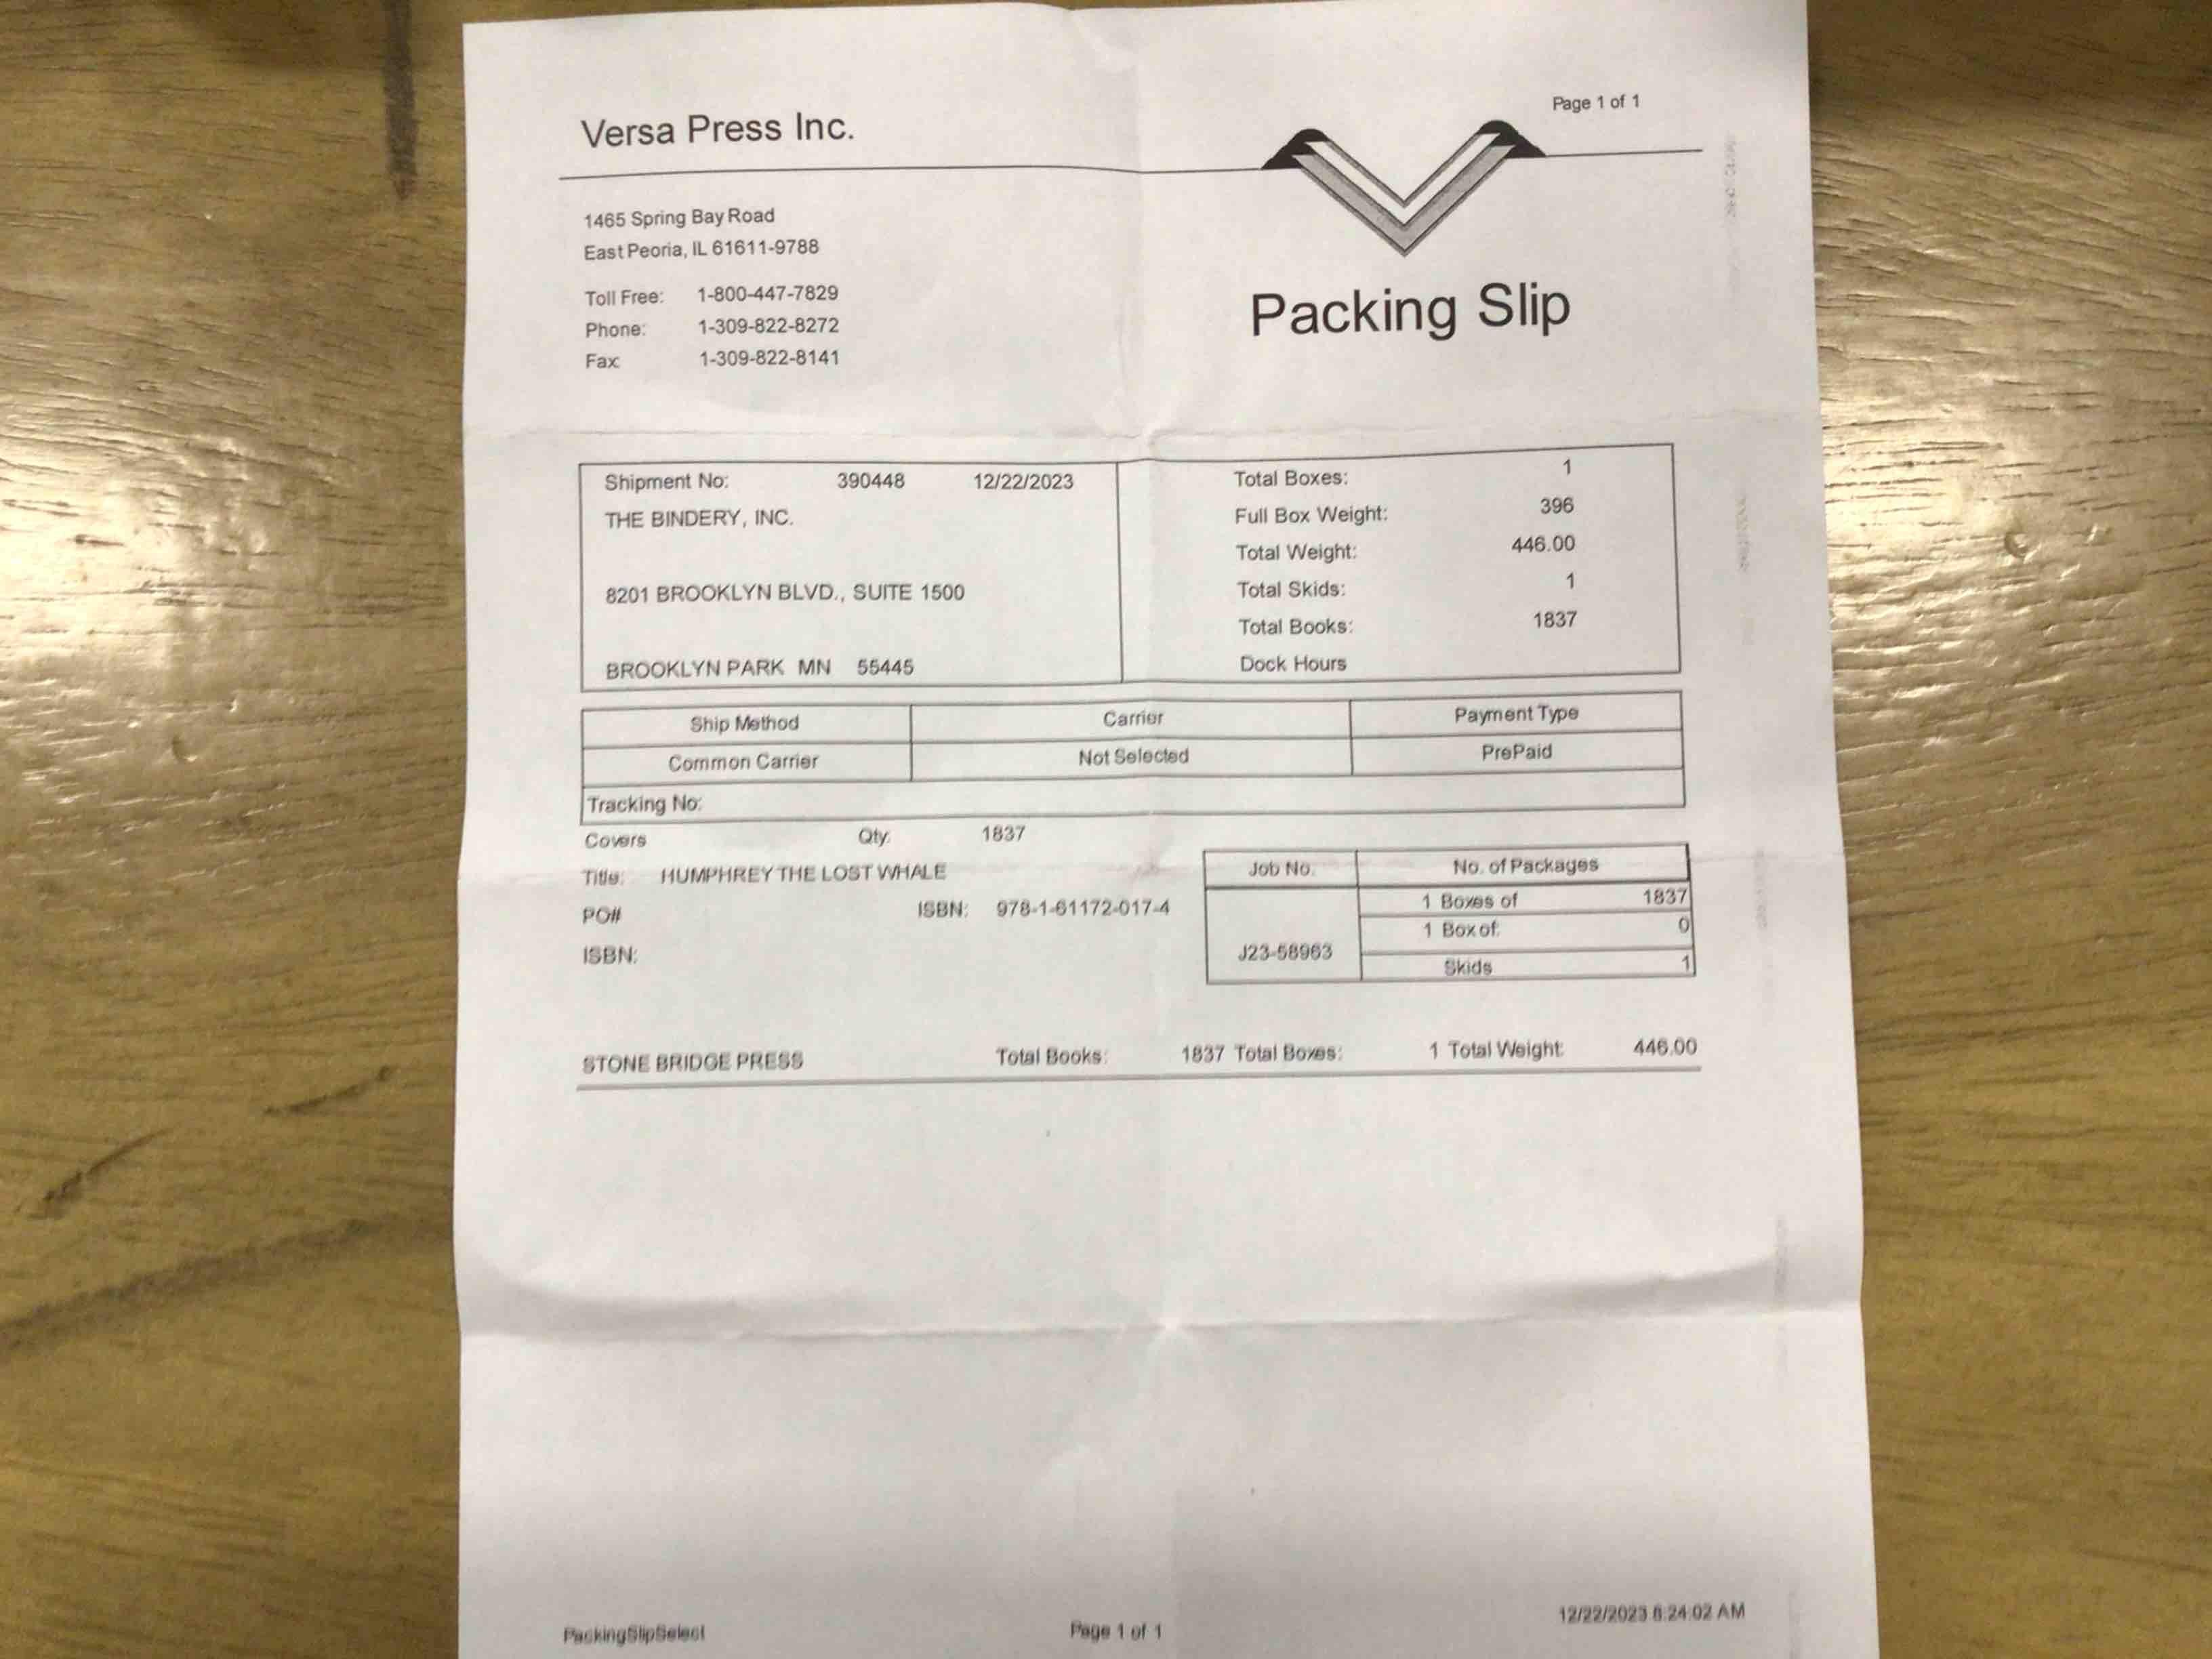 Page 1 of 1
Versa Press Inc.
1465 Spring Bay Road
East Peoria, IL 61611-9788
Toll Free: 1-800-447-7829
Phone: 1-309-822-8272
Fax: 1-309-822-8141
Packing Slip
Shipment No: 390448 12/22/2023
THE BINDERY, INC.
8201 BROOKLYN BLVD., SUITE 1500
BROOKLYN PARK MN 55445
Total Boxes: 1
Full Box Weight: 396
Total Weight: 446.00
Total Skids: 1
Total Books: 1837
Dock Hours
Ship Method Carrier Payment Type
Common Carrier Not Selected PrePaid
Tracking No:
Covers Qty: 1837
Title: HUMPHREY THE LOST WHALE
PO# ISBN: 978-1-61172-017-4
ISBN:
Job No. No. of Packages
1 Boxes of 1837
1 Box of: 0
J23-58963
Skids 1
STONE BRIDGE PRESS Total Books: 1837 Total Boxes: 1 Total Weight: 446.00
PackingSlipSelect Page 1 of 1 12/22/2023 8:24:02 AM